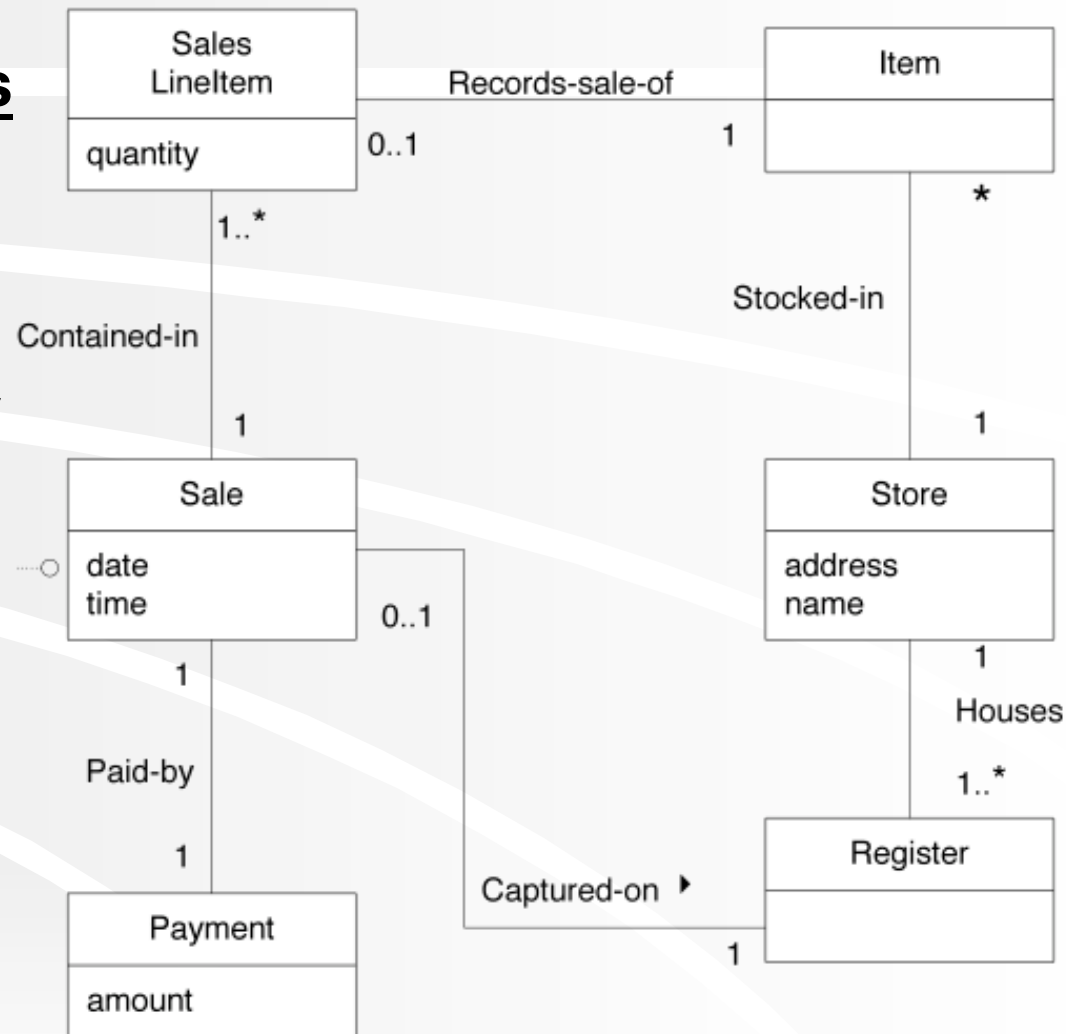 s
Sales
LineItem
quantity
Records-sale-of
0..1
1
Item
1..*
*
Contained-in
Stocked-in
1
1
Sale
date
time
0..1
Store
address
name
1
1
Houses
Paid-by
1..*
1
Captured-on
Register
1
Payment
amount